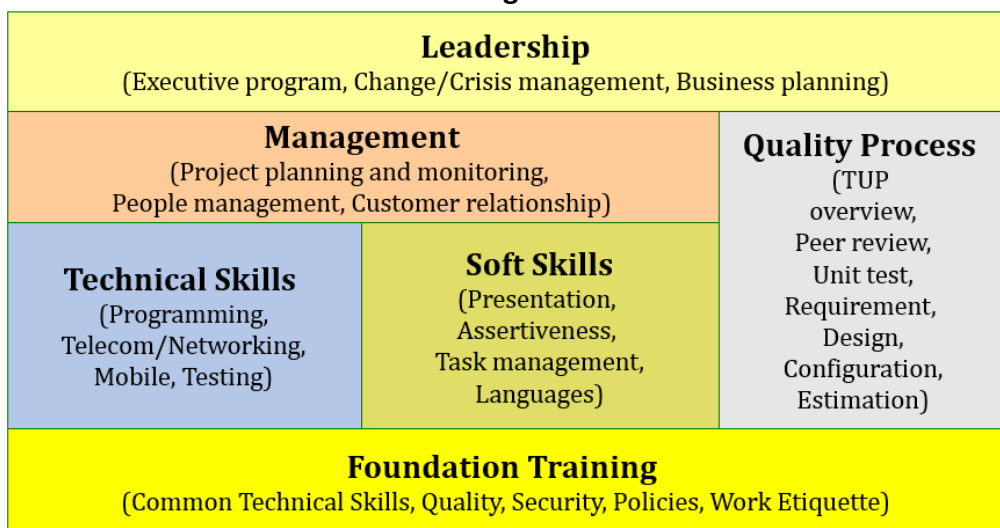 Leadership
(Executive program, Change/Crisis management, Business planning)
Management
(Project planning and monitoring,
People management, Customer relationship)
Quality Process
(TUP
overview,
Peer review,
Unit test,
Requirement,
Design,
Configuration,
Estimation)
Technical Skills
(Programming,
Telecom/Networking,
Mobile, Testing)
Soft Skills
(Presentation,
Assertiveness,
Task management,
Languages)
Foundation Training
(Common Technical Skills, Quality, Security, Policies, Work Etiquette)